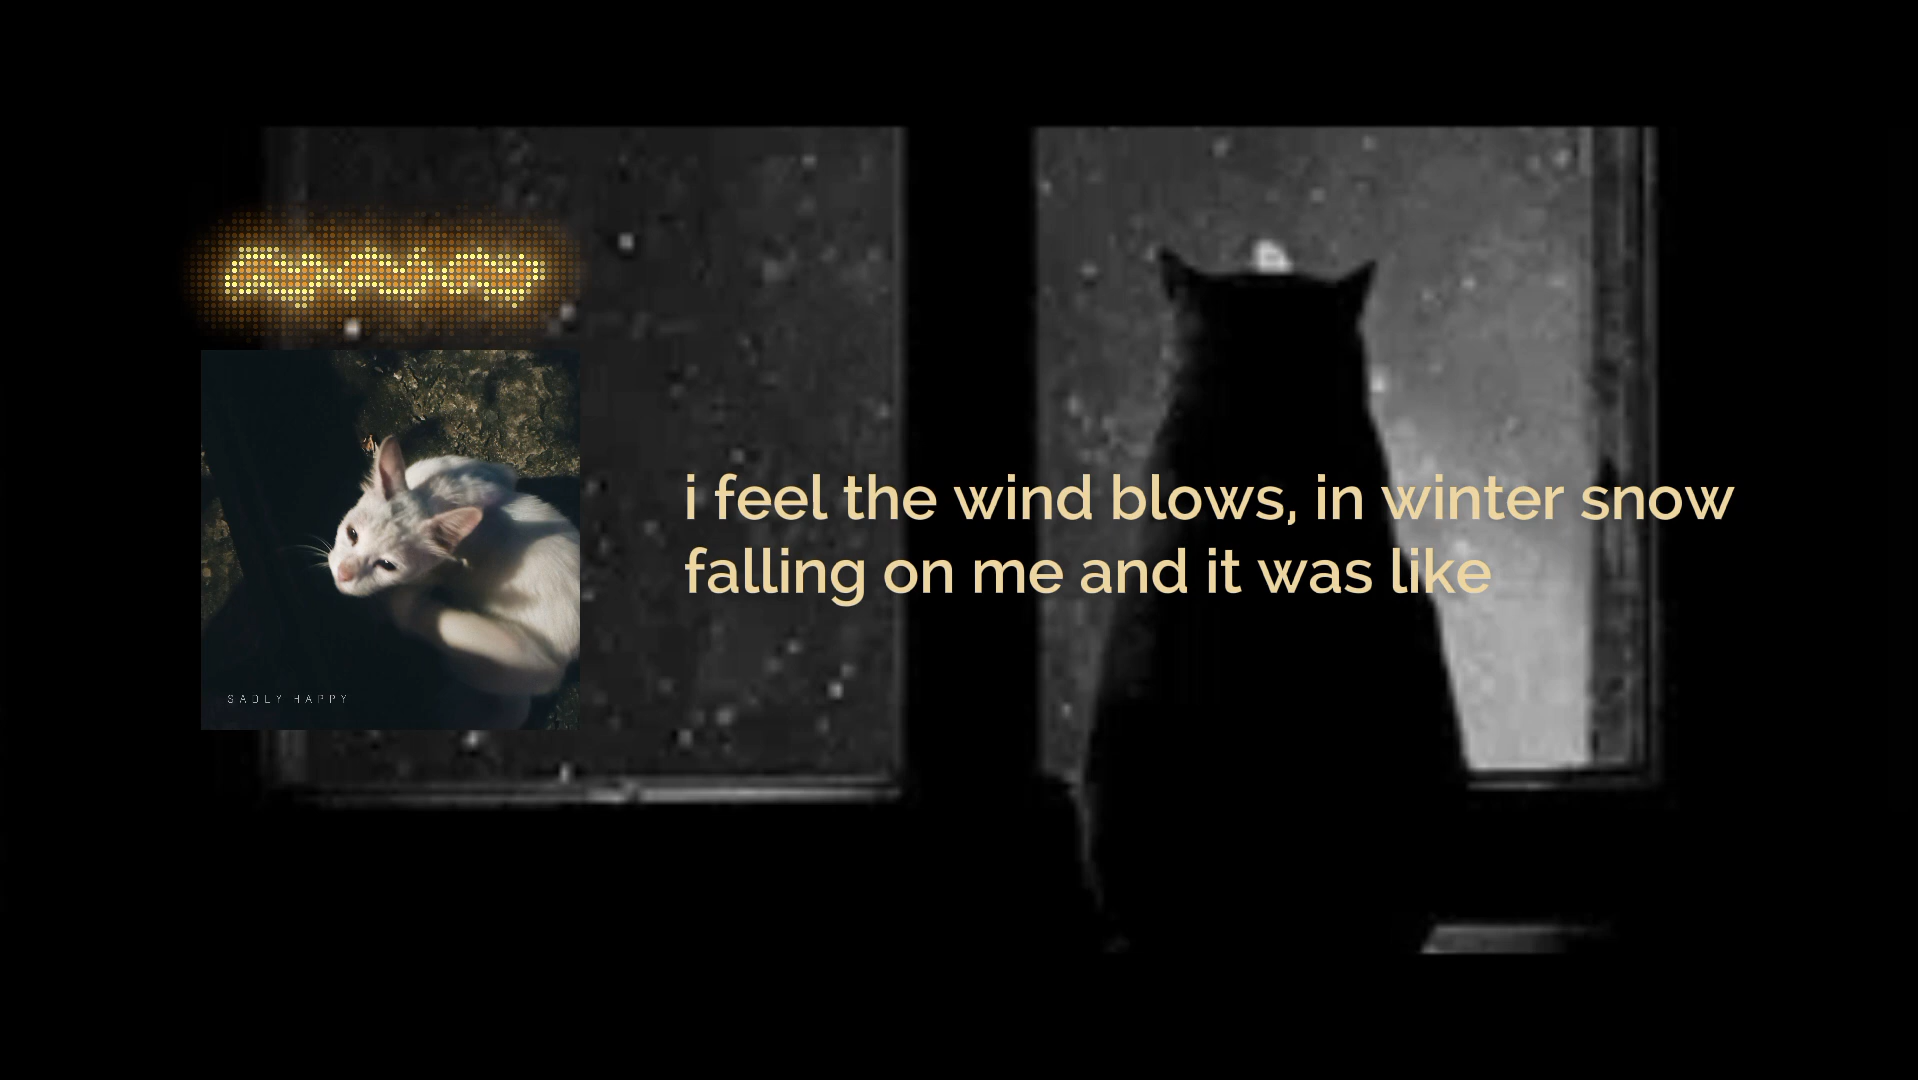 SADLY HAPPY
i feel the wind blows, in winter snow
falling on me and it was like